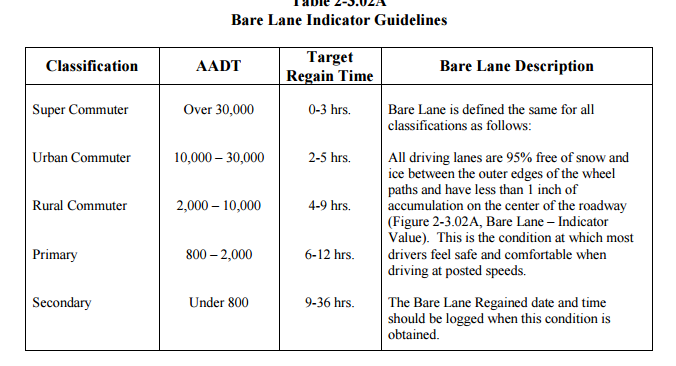 Table 2-3.02A
Bare Lane Indicator Guidelines
Classification
AADT
Target
Regain Time
Bare Lane Description
Super Commuter
Over 30,000
0-3 hrs.
Urban Commuter
10,000 – 30,000
2-5 hrs.
Rural Commuter
2,000 – 10,000
4-9 hrs.
Primary
800 – 2,000
6-12 hrs.
Secondary
Under 800
9-36 hrs.
Bare Lane is defined the same for all
classifications as follows:
All driving lanes are 95% free of snow and
ice between the outer edges of the wheel
paths and have less than 1 inch of
accumulation on the center of the roadway
(Figure 2-3.02A, Bare Lane – Indicator
Value).  This is the condition at which most
drivers feel safe and comfortable when
driving at posted speeds.
The Bare Lane Regained date and time
should be logged when this condition is
obtained.